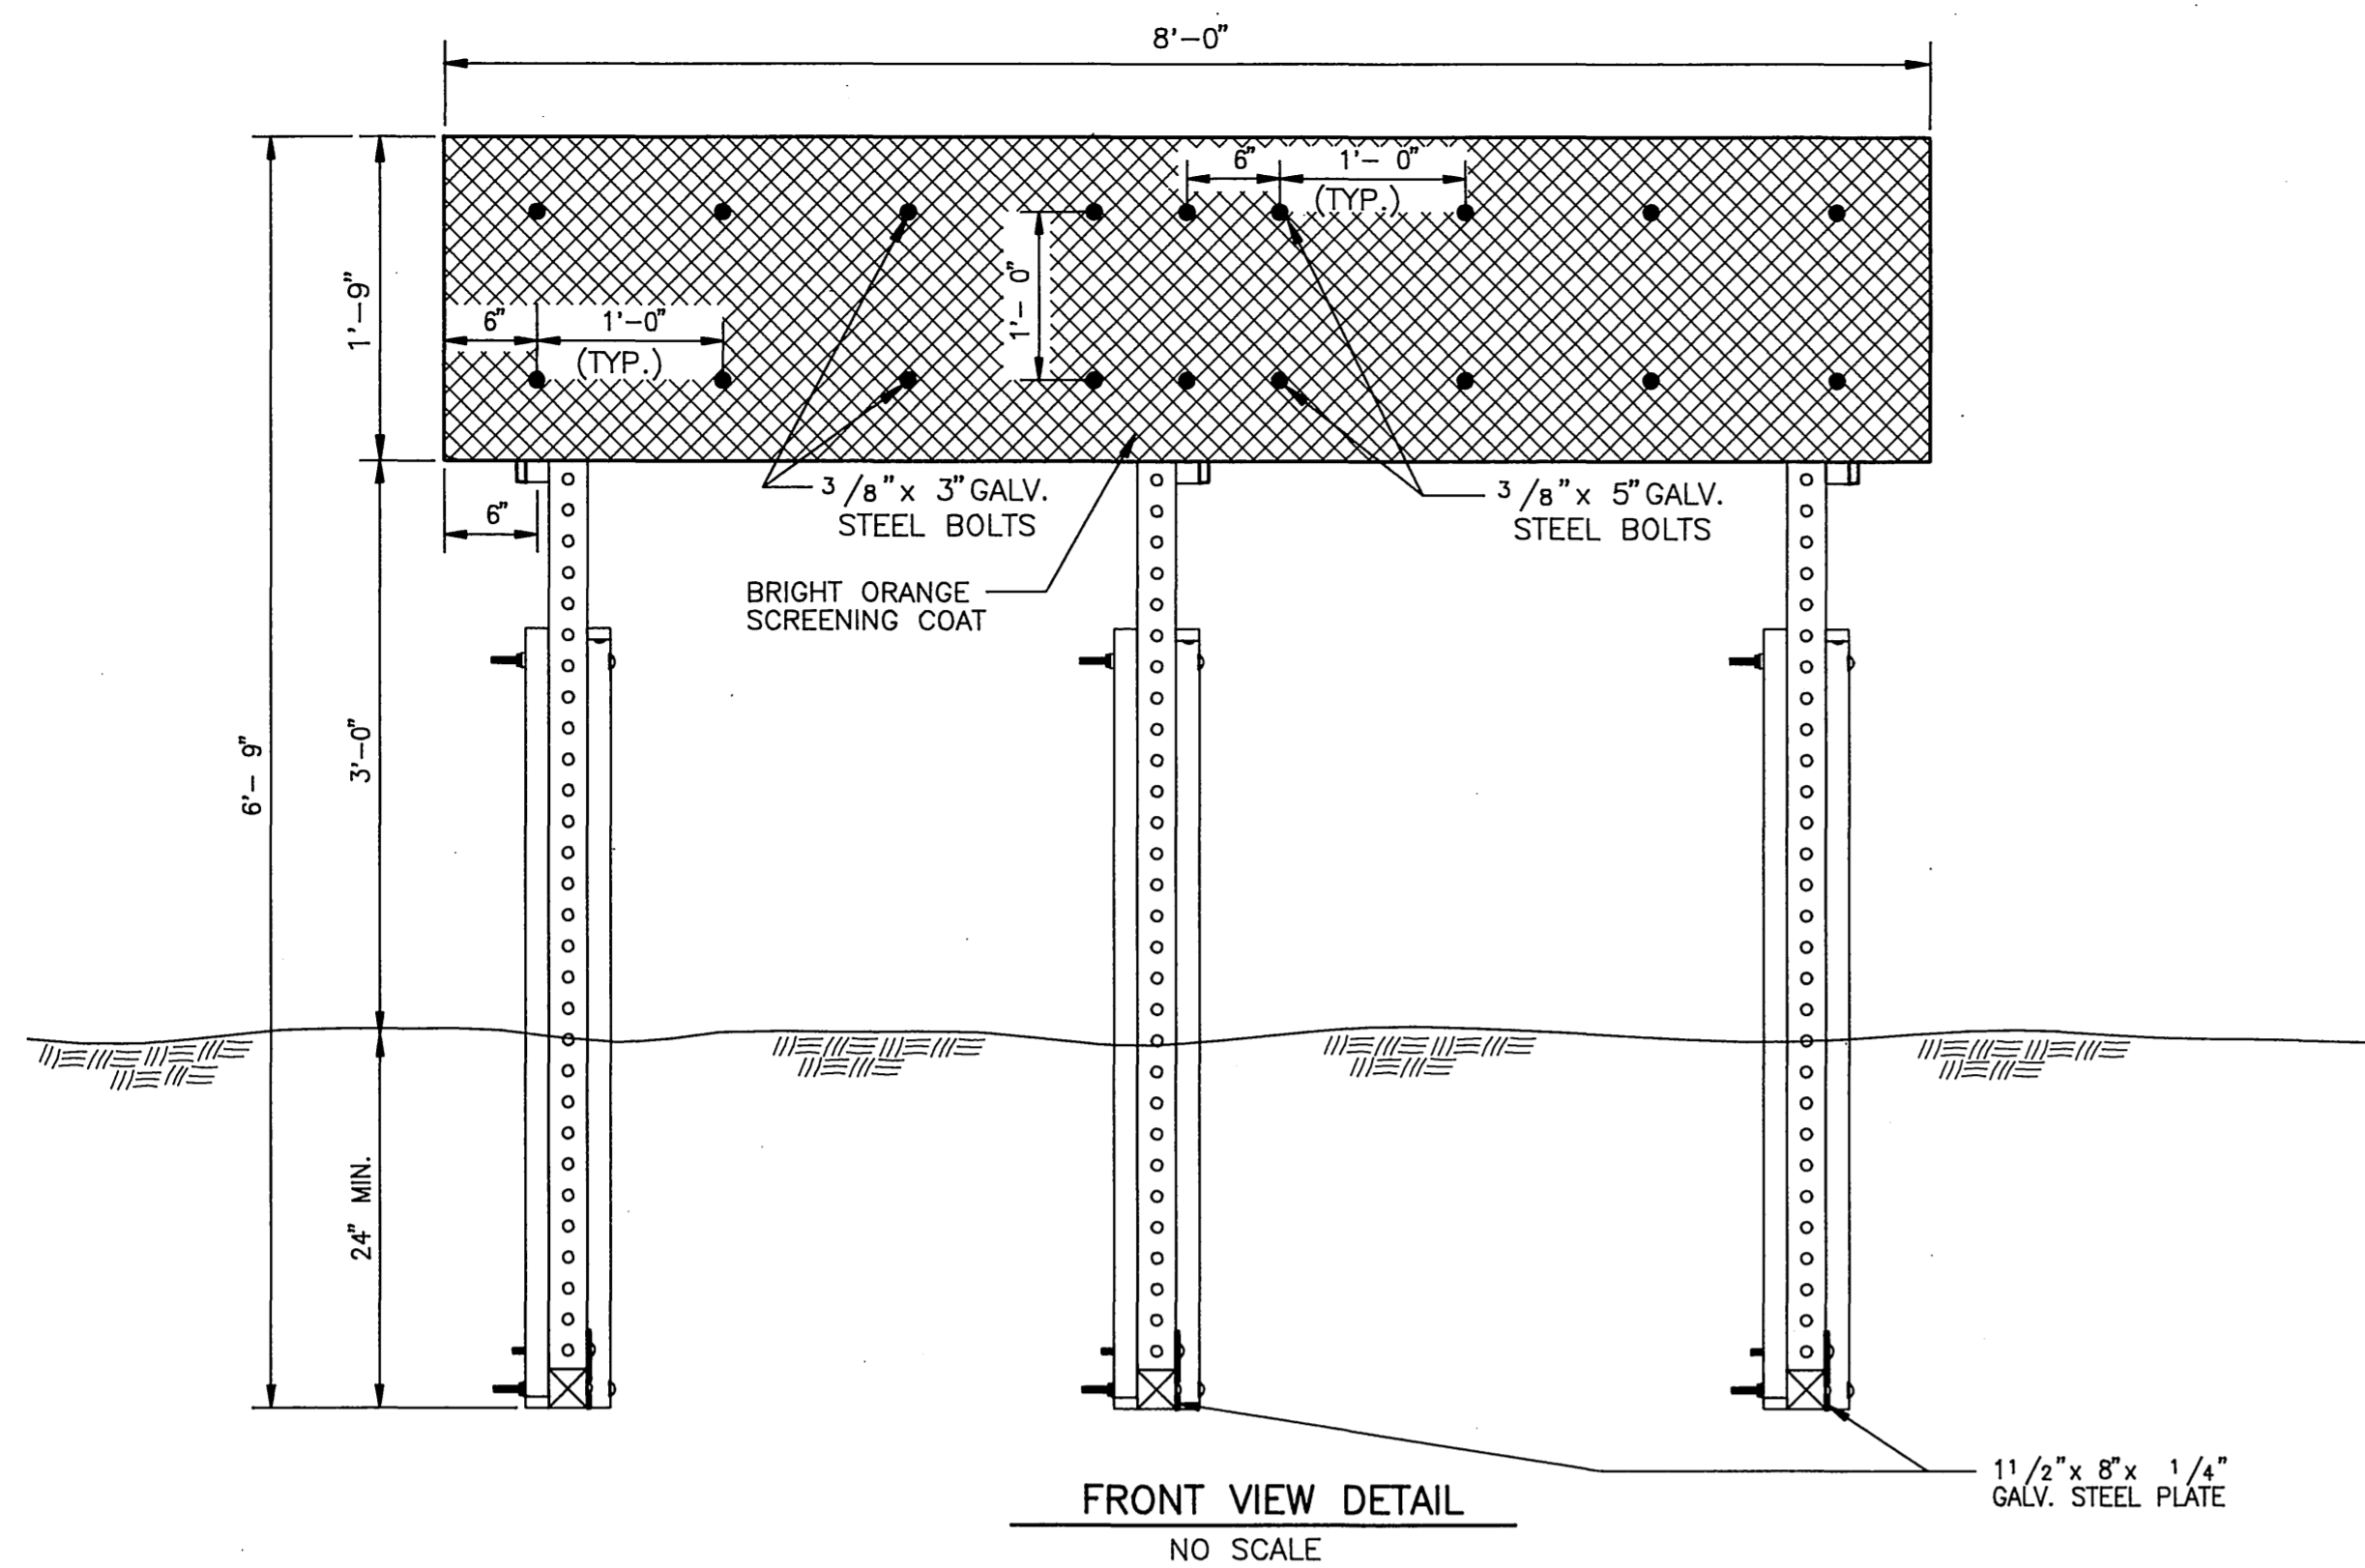 8'-0"
6" 1'- 0"
(TYP.)
1'-9"
1'- 0"
6" 1'-0"
(TYP.)
3/8" x 3" GALV.
STEEL BOLTS
3/8" x 5" GALV.
STEEL BOLTS
6"
BRIGHT ORANGE
SCREENING COAT
6'- 9"
3'-0"
24" MIN.
1 1/2" x 8" x 1/4"
GALV. STEEL PLATE
FRONT VIEW DETAIL
NO SCALE